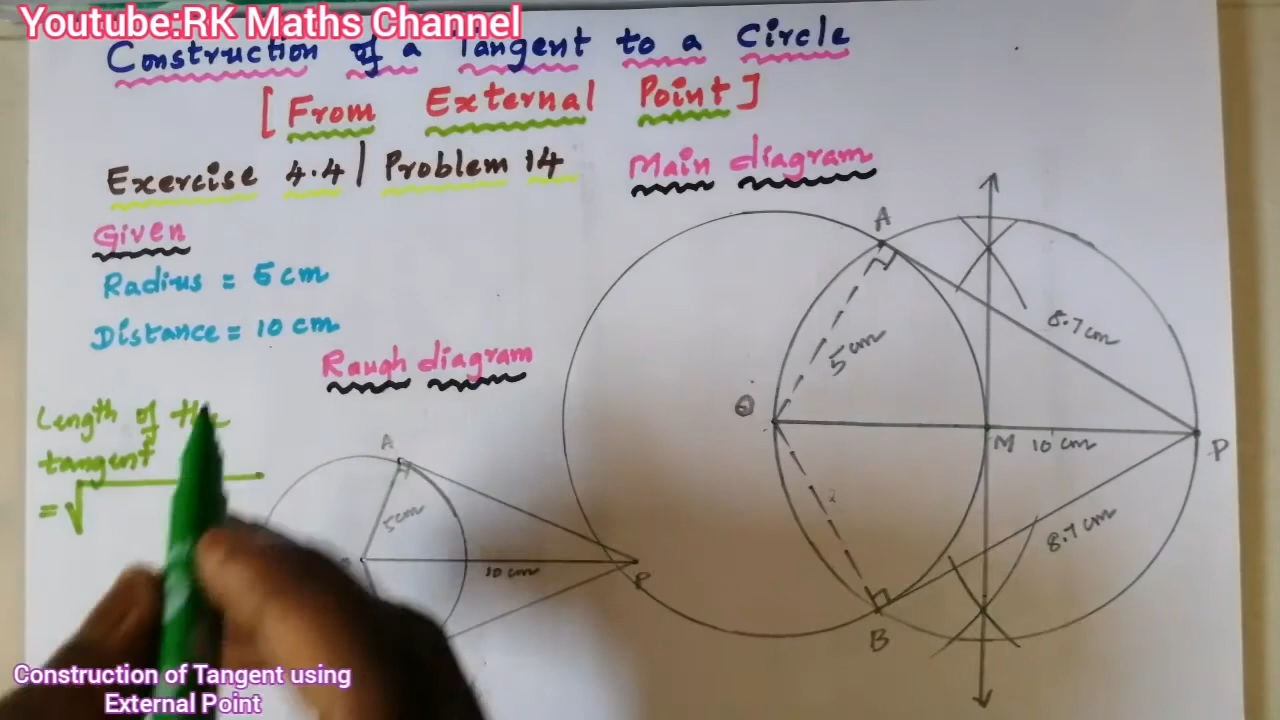 Youtube:RK Maths Channel
Construction of a Tangent to a Circle
[From External Point]
Exercise 4.4 | Problem 14
Main diagram
Given
Radius = 5 cm
Distance = 10 cm
Rough diagram
Length of the
tangent
= √
A
5cm
10 cm
P
A
5 cm
8.7 cm
O
M 10 cm
P
8.7 cm
B
Construction of Tangent using
External Point